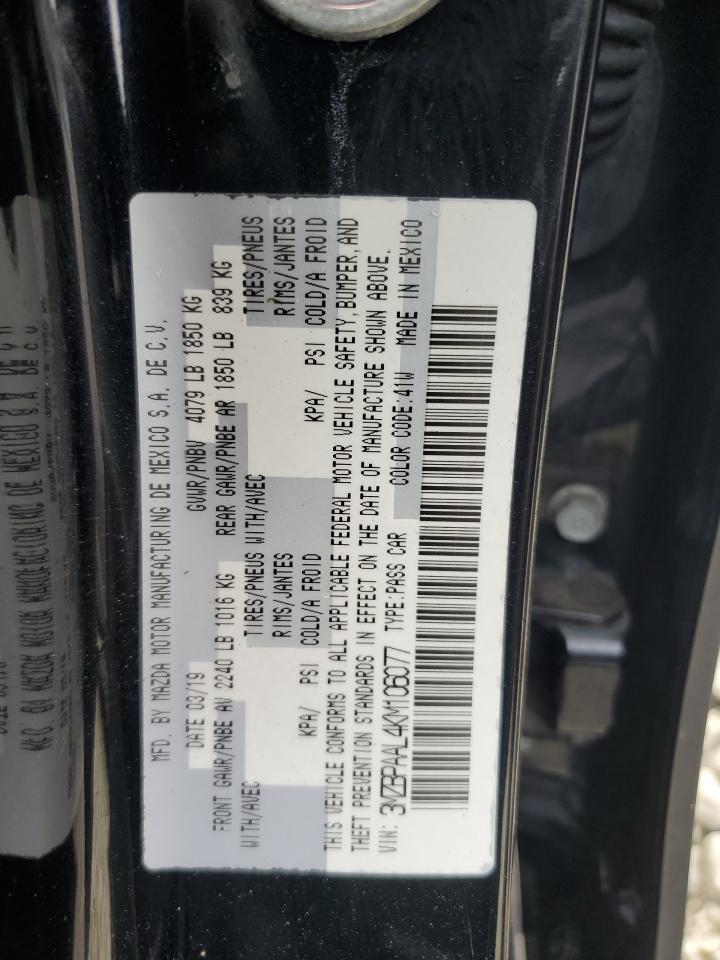 MFD. BY MAZDA MOTOR MANUFACTURING DE MEXICO S.A. DE C.V.
DATE 03/19 GVWR/PNBV 4079 LB 1850 KG
FRONT GAWR/PNBE AV 2240 LB 1016 KG REAR GAWR/PNBE AR 1850 LB 839 KG
WITH/AVEC TIRES/PNEUS WITH/AVEC TIRES/PNEUS
RIMS/JANTES RIMS/JANTES
KPA/ PSI COLD/A FROID KPA/ PSI COLD/A FROID
THIS VEHICLE CONFORMS TO ALL APPLICABLE FEDERAL MOTOR VEHICLE SAFETY, BUMPER, AND
THEFT PREVENTION STANDARDS IN EFFECT ON THE DATE OF MANUFACTURE SHOWN ABOVE.
VIN: 3MZBPAAL4KM106077 TYPE:PASS CAR COLOR CODE:41W MADE IN MEXICO